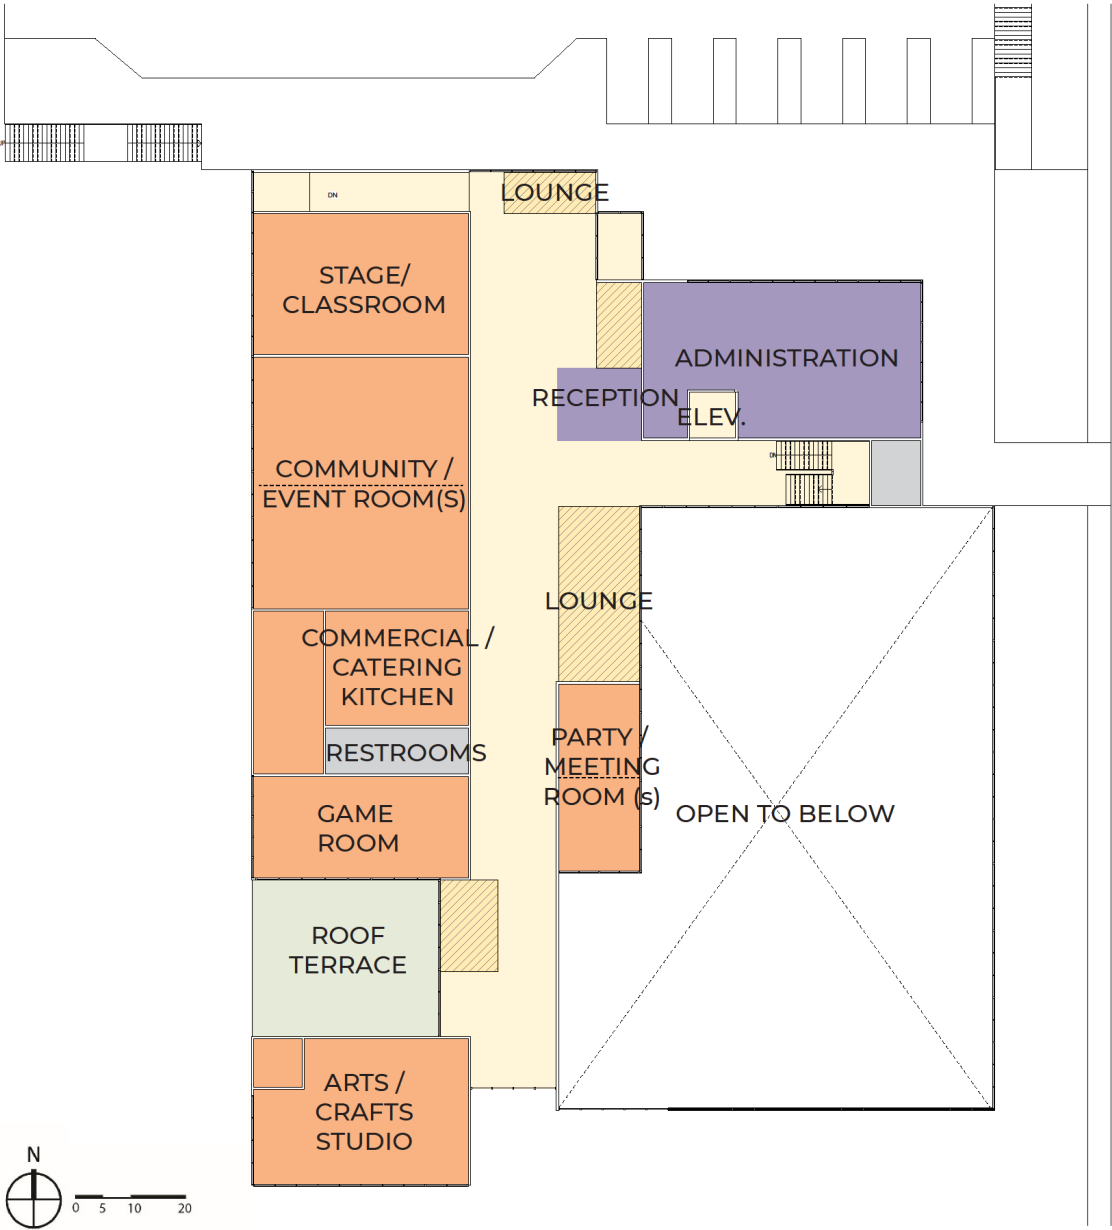 LOUNGE
DN
STAGE/
CLASSROOM
ADMINISTRATION
RECEPTION
ELEV.
COMMUNITY /
EVENT ROOM(S)
DN
LOUNGE
COMMERCIAL /
CATERING
KITCHEN
RESTROOMS
PARTY /
MEETING
ROOM (s)
GAME
ROOM
OPEN TO BELOW
ROOF
TERRACE
ARTS /
CRAFTS
STUDIO
N
0 5 10 20